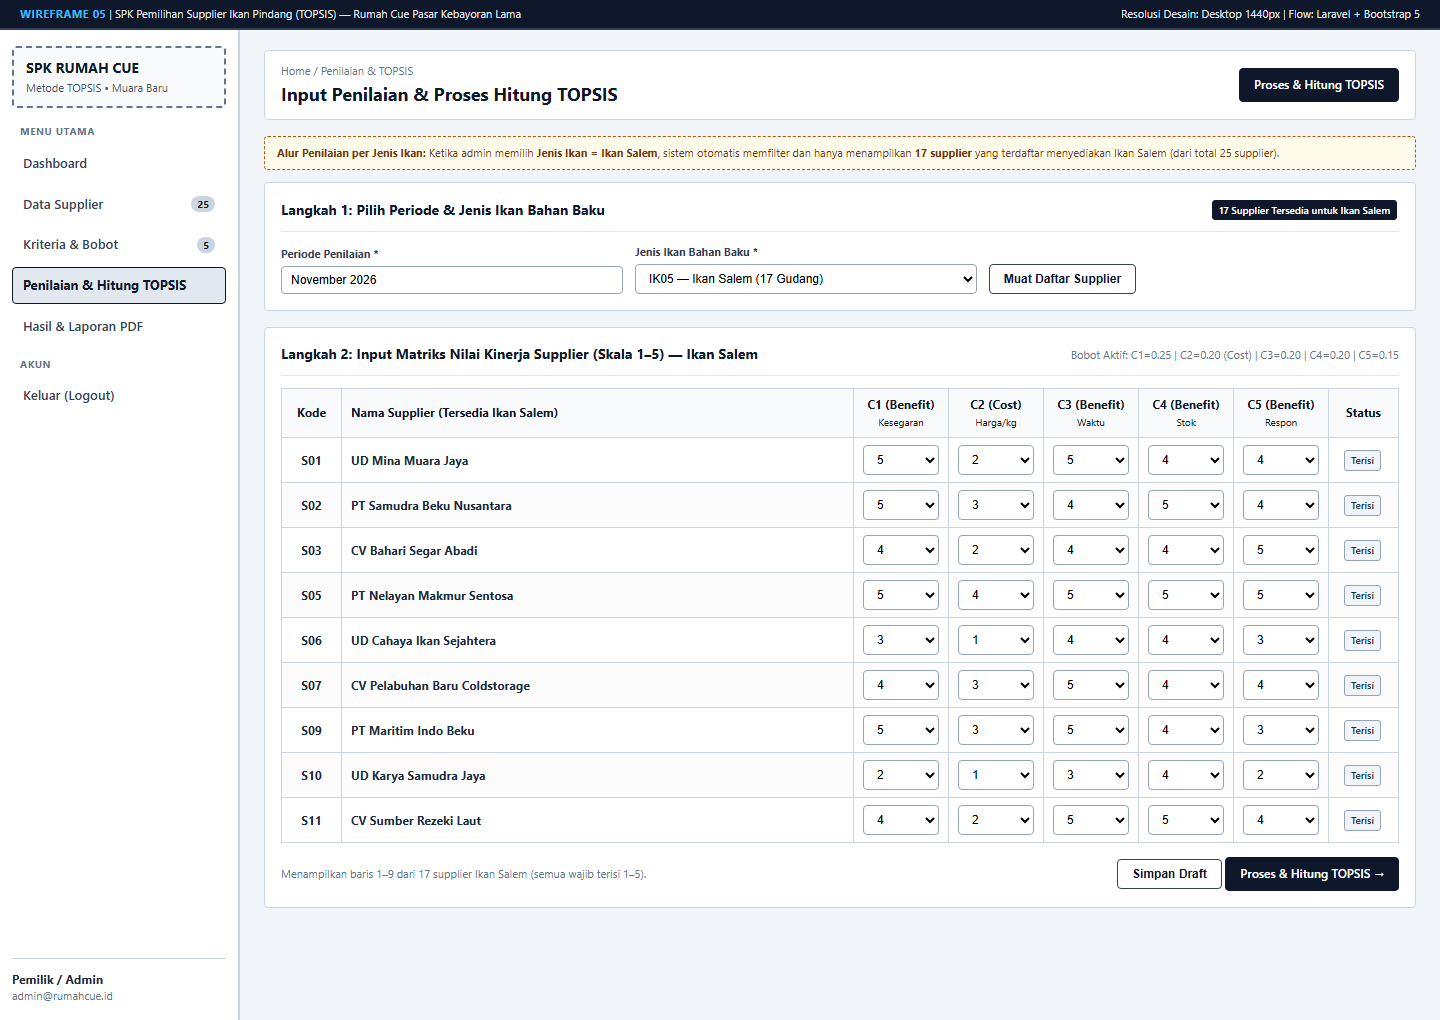 WIREFRAME 05 | SPK Pemilihan Supplier Ikan Pindang (TOPSIS) — Rumah Cue Pasar Kebayoran Lama
Resolusi Desain: Desktop 1440px | Flow: Laravel + Bootstrap 5
SPK RUMAH CUE
Metode TOPSIS • Muara Baru
MENU UTAMA
Dashboard
Data Supplier 25
Kriteria & Bobot 5
Penilaian & Hitung TOPSIS
Hasil & Laporan PDF
AKUN
Keluar (Logout)
Pemilik / Admin
admin@rumahcue.id
Home / Penilaian & TOPSIS
Input Penilaian & Proses Hitung TOPSIS
Proses & Hitung TOPSIS
Alur Penilaian per Jenis Ikan: Ketika admin memilih Jenis Ikan = Ikan Salem, sistem otomatis memfilter dan hanya menampilkan 17 supplier yang terdaftar menyediakan Ikan Salem (dari total 25 supplier).
Langkah 1: Pilih Periode & Jenis Ikan Bahan Baku
17 Supplier Tersedia untuk Ikan Salem
Periode Penilaian *
November 2026
Jenis Ikan Bahan Baku *
IK05 — Ikan Salem (17 Gudang)
Muat Daftar Supplier
Langkah 2: Input Matriks Nilai Kinerja Supplier (Skala 1–5) — Ikan Salem
Bobot Aktif: C1=0.25 | C2=0.20 (Cost) | C3=0.20 | C4=0.20 | C5=0.15
Kode Nama Supplier (Tersedia Ikan Salem) C1 (Benefit) C2 (Cost) C3 (Benefit) C4 (Benefit) C5 (Benefit) Status
Kesegaran Harga/kg Waktu Stok Respon
S01 UD Mina Muara Jaya 5 2 5 4 4 Terisi
S02 PT Samudra Beku Nusantara 5 3 4 5 4 Terisi
S03 CV Bahari Segar Abadi 4 2 4 4 5 Terisi
S05 PT Nelayan Makmur Sentosa 5 4 5 5 5 Terisi
S06 UD Cahaya Ikan Sejahtera 3 1 4 4 3 Terisi
S07 CV Pelabuhan Baru Coldstorage 4 3 5 4 4 Terisi
S09 PT Maritim Indo Beku 5 3 5 4 3 Terisi
S10 UD Karya Samudra Jaya 2 1 3 4 2 Terisi
S11 CV Sumber Rezeki Laut 4 2 5 5 4 Terisi
Menampilkan baris 1–9 dari 17 supplier Ikan Salem (semua wajib terisi 1–5).
Simpan Draft
Proses & Hitung TOPSIS →